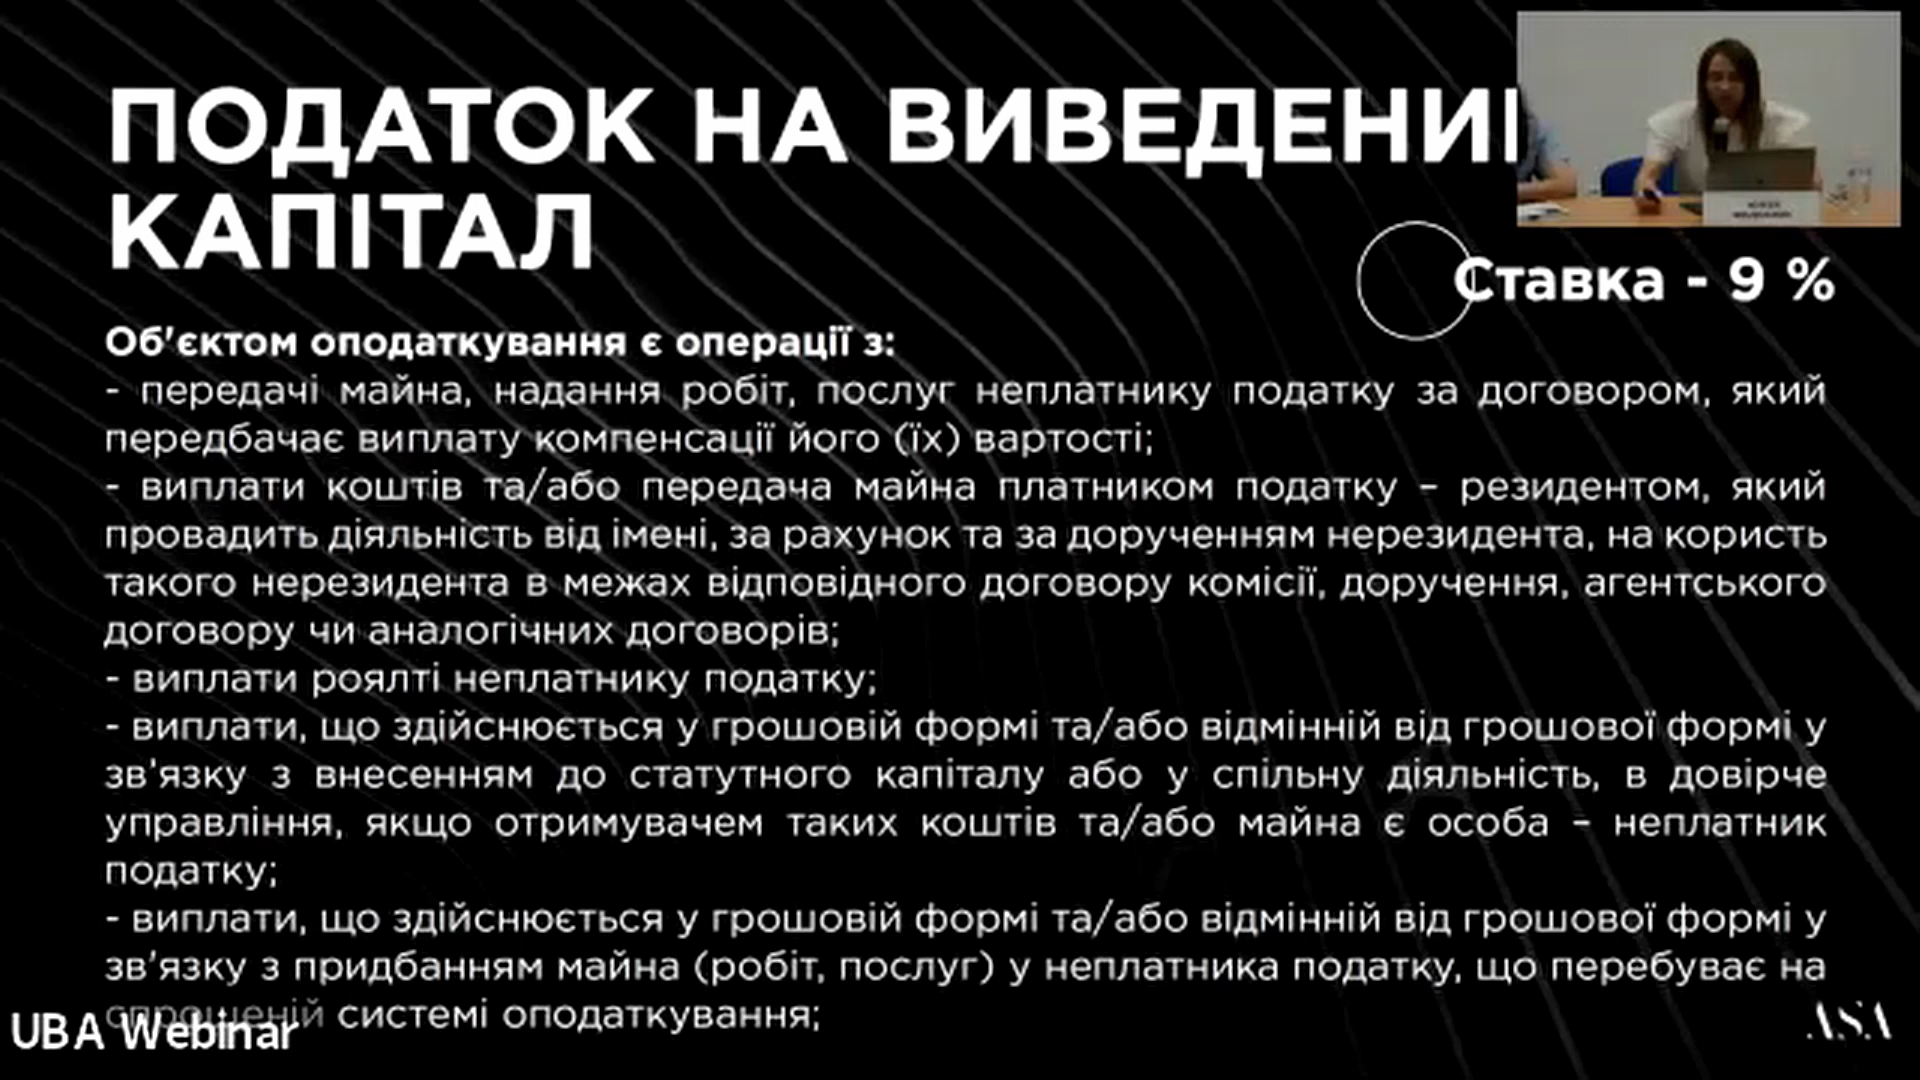 ПОДАТОК НА ВИВЕДЕНИ
КАПІТАЛ
Ставка - 9 %
Об'єктом оподаткування є операції з:
- передачі майна, надання робіт, послуг неплатнику податку за договором, який
передбачає виплату компенсації його (їх) вартості;
- виплати коштів та/або передача майна платником податку – резидентом, який
провадить діяльність від імені, за рахунок та за дорученням нерезидента, на користь
такого нерезидента в межах відповідного договору комісії, доручення, агентського
договору чи аналогічних договорів;
- виплати роялті неплатнику податку;
- виплати, що здійснюється у грошовій формі та/або відмінній від грошової формі у
зв'язку з внесенням до статутного капіталу або у спільну діяльність, в довірче
управління, якщо отримувачем таких коштів та/або майна є особа – неплатник
податку;
- виплати, що здійснюється у грошовій формі та/або відмінній від грошової формі у
зв'язку з придбанням майна (робіт, послуг) у неплатника податку, що перебуває на
спрощеній системі оподаткування;
UBA Webinar
ASA